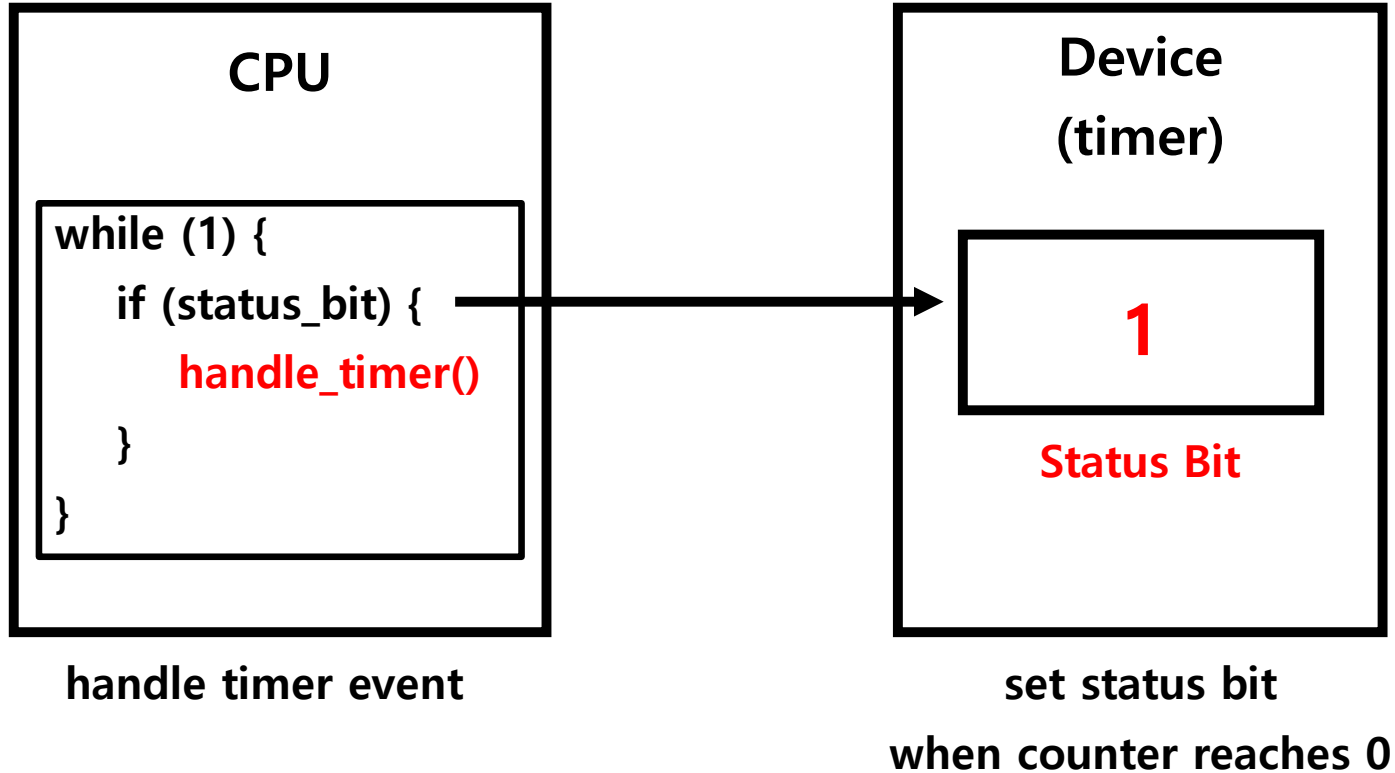 CPU
while (1) {
if (status_bit) {
handle_timer()
}
}
handle timer event
Device
(timer)
1
Status Bit
set status bit
when counter reaches 0